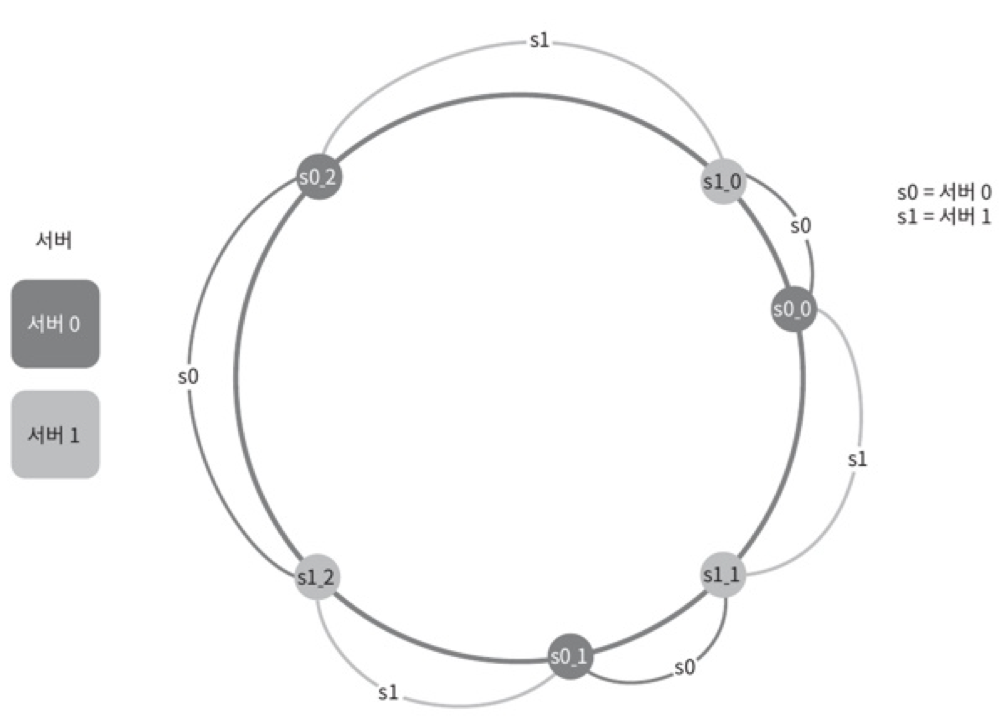 s1
s0_2
s1_0
s0 = 서버 0
s1 = 서버 1
s0
서버
s0_0
서버 0
s0
서버 1
s1
s1_2
s1_1
s0_1
s0
s1